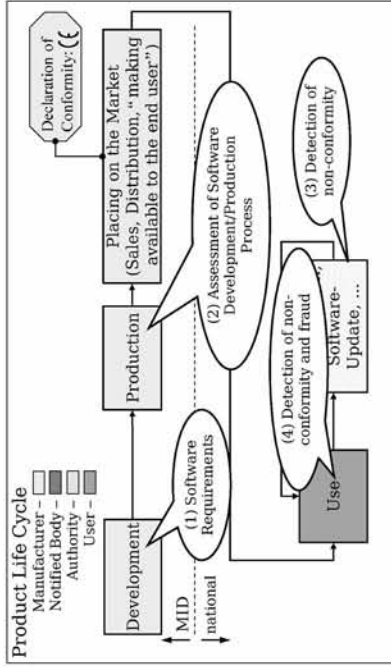 Product Life Cycle
Manufacturer –
Notified Body –
Authority –
User –
Declaration of
Conformity: CE
Development
Production
Placing on the Market
(Sales, Distribution, “making
available to the end user”)
(1) Software
Requirements
(2) Assessment of Software
Development/Production
Process
MID
national
Use
(4) Detection of non-
conformity and fraud
Software-
Update, ...
(3) Detection of
non-conformity